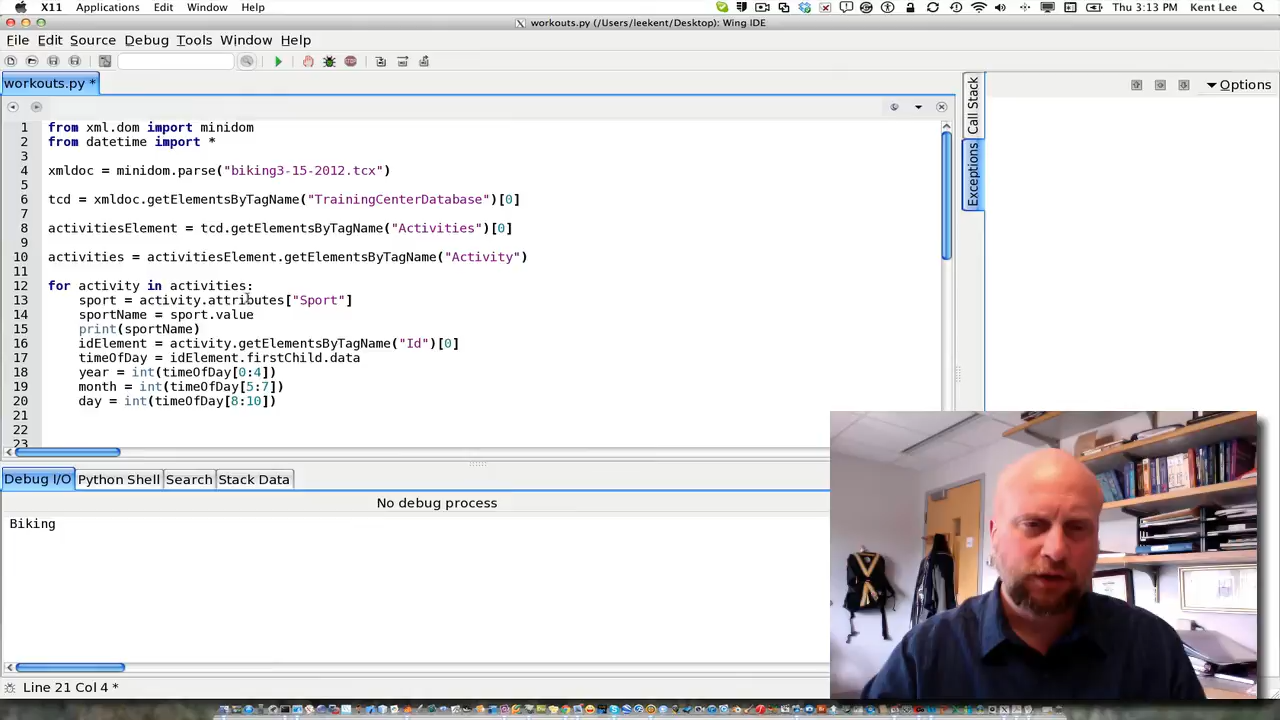 X11 Applications Edit Window Help Thu 3:13 PM Kent Lee
workouts.py (/Users/leekent/Desktop): Wing IDE
File Edit Source Debug Tools Window Help
workouts.py *
Options
Call Stack
Exceptions
1 from xml.dom import minidom
2 from datetime import *
3
4 xmldoc = minidom.parse("biking3-15-2012.tcx")
5
6 tcd = xmldoc.getElementsByTagName("TrainingCenterDatabase")[0]
7
8 activitiesElement = tcd.getElementsByTagName("Activities")[0]
9
10 activities = activitiesElement.getElementsByTagName("Activity")
11
12 for activity in activities:
13 sport = activity.attributes["Sport"]
14 sportName = sport.value
15 print(sportName)
16 idElement = activity.getElementsByTagName("Id")[0]
17 timeOfDay = idElement.firstChild.data
18 year = int(timeOfDay[0:4])
19 month = int(timeOfDay[5:7])
20 day = int(timeOfDay[8:10])
21
22
23
Debug I/O Python Shell Search Stack Data
No debug process
Biking
Line 21 Col 4 *